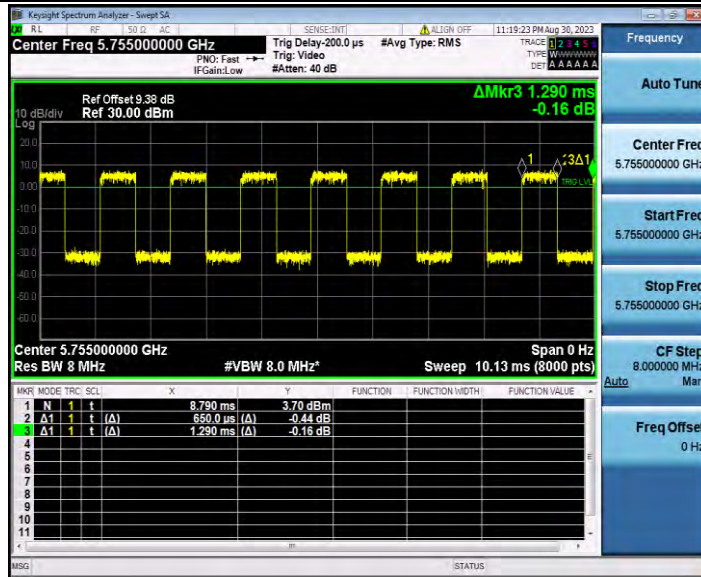 Keysight Spectrum Analyzer - Swept SA
RL RF 50 Ω AC SENSE:INT ALIGN OFF 11:19:23 PM Aug 30, 2023
Center Freq 5.755000000 GHz
PNO: Fast
IFGain:Low
Trig Delay-200.0 µs
Trig: Video
#Atten: 40 dB
#Avg Type: RMS
TRACE 1 2 3 4 5 6
TYPE W
DET A A A A A A
Ref Offset 9.38 dB
10 dB/div Ref 30.00 dBm
Log
ΔMkr3 1.290 ms
-0.16 dB
20.0
10.0
0.00
-10.0
-20.0
-30.0
-40.0
-50.0
-60.0
1
3Δ1
TRIG LVL
Center 5.755000000 GHz Span 0 Hz
Res BW 8 MHz #VBW 8.0 MHz* Sweep 10.13 ms (8000 pts)
MKR MODE TRC SCL X Y FUNCTION FUNCTION WIDTH FUNCTION VALUE
1 N 1 t 8.790 ms 3.70 dBm
2 Δ1 1 t (Δ) 650.0 µs (Δ) -0.44 dB
3 Δ1 1 t (Δ) 1.290 ms (Δ) -0.16 dB
4
5
6
7
8
9
10
11
MSG STATUS
Frequency
Auto Tune
Center Freq
5.755000000 GHz
Start Freq
5.755000000 GHz
Stop Freq
5.755000000 GHz
CF Step
8.000000 MHz
Auto Man
Freq Offset
0 Hz